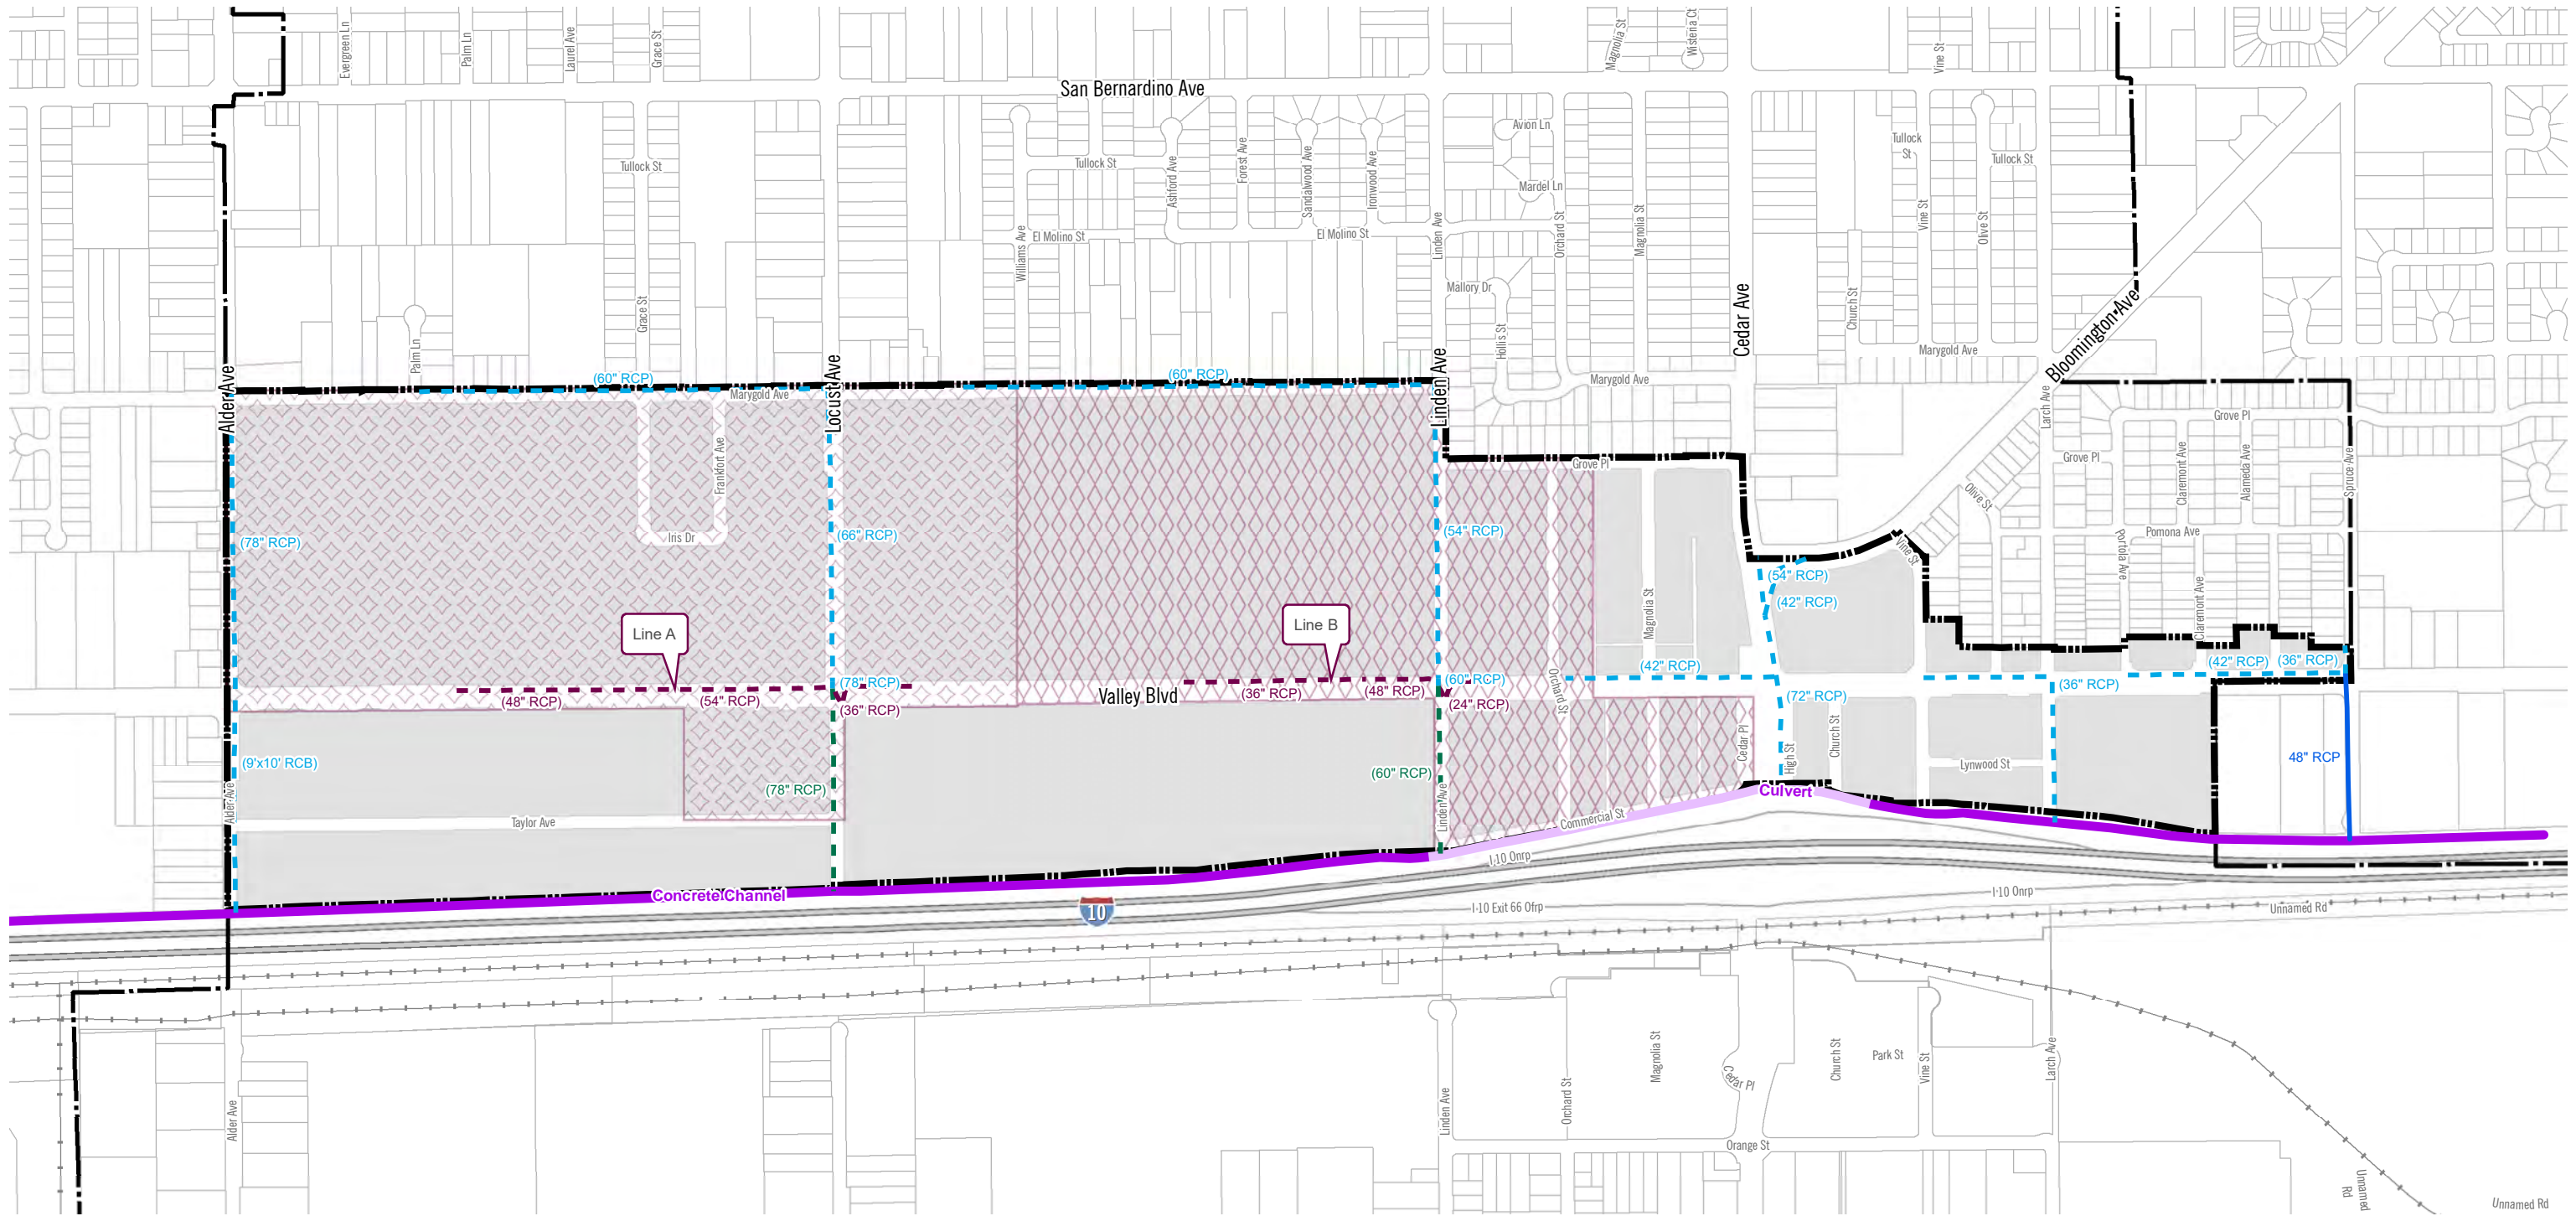 Evergreen Ln
Palm Ln
Laurel Ave
Grace St
Magnolia St
Wisteria Ct
Vine St
San Bernardino Ave
Tullock St
Tullock St
Ashford Ave
Forest Ave
Sandalwood Ave
Ironwood Ave
Avion Ln
Mardel Ln
Tullock
St
Tullock St
Williams Ave
El Molino St
El Molino St
Linden Ave
Orchard St
Magnolia St
Vine St
Olive St
Grace St
Palm Ln
Mallory Dr
Hollis St
Cedar Ave
Church St
Bloomington Ave
Marygold Ave
Marygold Ave
Alder Ave
(60" RCP)
Marygold Ave
Locust Ave
(60" RCP)
Linden Ave
Larch Ave
Grove Pl
Grove Pl
Grove Pl
Claremont Ave
Alameda Ave
Spruce Ave
Frankfort Ave
Iris Dr
(78" RCP)
(66" RCP)
(54" RCP)
Olive St
Vine St
Pomona Ave
Portola Ave
Claremont Ave
(54" RCP)
(42" RCP)
Magnolia St
Line A
Line B
(42" RCP)
(42" RCP)
(36" RCP)
(78" RCP)
(60" RCP)
(36" RCP)
(48" RCP)
(54" RCP)
(36" RCP)
Valley Blvd
(36" RCP)
(48" RCP)
(24" RCP)
Orchard St
(72" RCP)
Cedar Pl
High St
Church St
(9'x10' RCB)
(78" RCP)
(60" RCP)
Lynwood St
48" RCP
Alder Ave
Taylor Ave
Linden Ave
Commercial St
Culvert
Concrete Channel
10
I-10 Onrp
I-10 Exit 66 Ofrp
I-10 Onrp
Unnamed Rd
Alder Ave
Linden Ave
Orchard St
Magnolia St
Cedar Pl
Church St
Park St
Vine St
Larch Ave
Orange St
Unnamed
Rd
Unnamed Rd